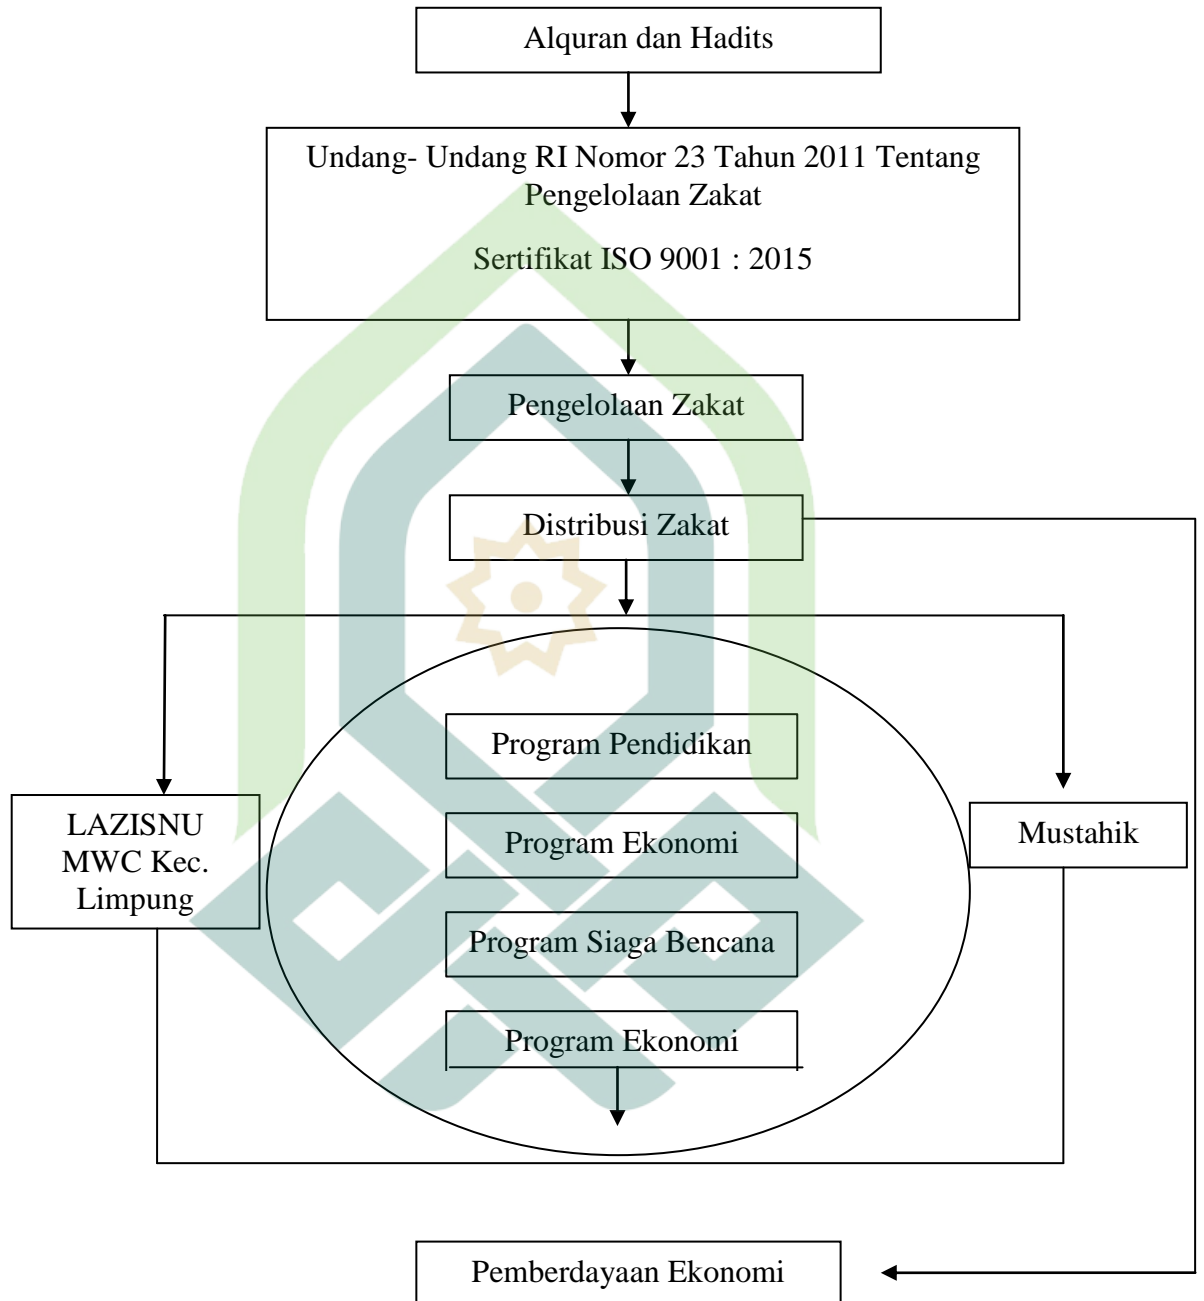 Alquran dan Hadits
Undang- Undang RI Nomor 23 Tahun 2011 Tentang
Pengelolaan Zakat
Sertifikat ISO 9001 : 2015
Pengelolaan Zakat
Distribusi Zakat
Program Pendidikan
LAZISNU
MWC Kec.
Limpung
Program Ekonomi
Mustahik
Program Siaga Bencana
Program Ekonomi
Pemberdayaan Ekonomi